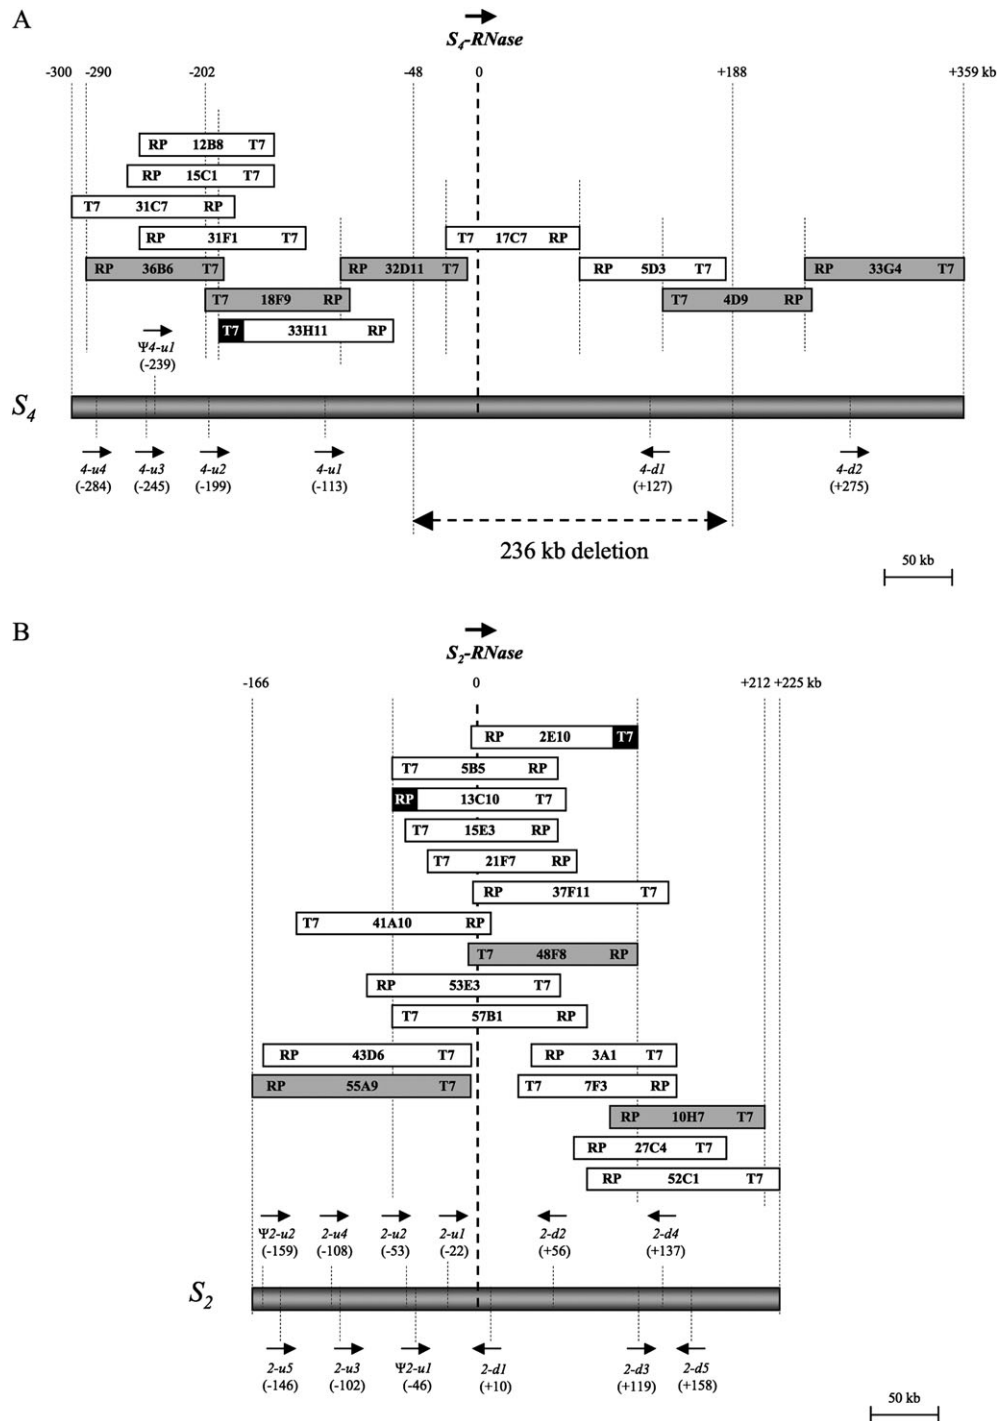 A
S4-RNase
-300 -290 -202 -48 0 +188 +359 kb
RP 12B8 T7
RP 15C1 T7
T7 31C7 RP
RP 31F1 T7
T7 17C7 RP
RP 36B6 T7
RP 32D11 T7
RP 5D3 T7
RP 33G4 T7
T7 18F9 RP
T7 4D9 RP
T7 33H11 RP
Ψ4-u1
(-239)
S4
4-u4 4-u3 4-u2 4-u1 4-d1 4-d2
(-284) (-245) (-199) (-113) (+127) (+275)
236 kb deletion
50 kb
B
S2-RNase
-166 0 +212 +225 kb
RP 2E10 T7
T7 5B5 RP
RP 13C10 T7
T7 15E3 RP
T7 21F7 RP
RP 37F11 T7
T7 41A10 RP
T7 48F8 RP
RP 53E3 T7
T7 57B1 RP
RP 43D6 T7
RP 3A1 T7
RP 55A9 T7
T7 7F3 RP
RP 10H7 T7
RP 27C4 T7
RP 52C1 T7
Ψ2-u2 2-u4 2-u2 2-u1 2-d2 2-d4
(-159) (-108) (-53) (-22) (+56) (+137)
S2
2-u5 2-u3 Ψ2-u1 2-d1 2-d3 2-d5
(-146) (-102) (-46) (+10) (+119) (+158)
50 kb